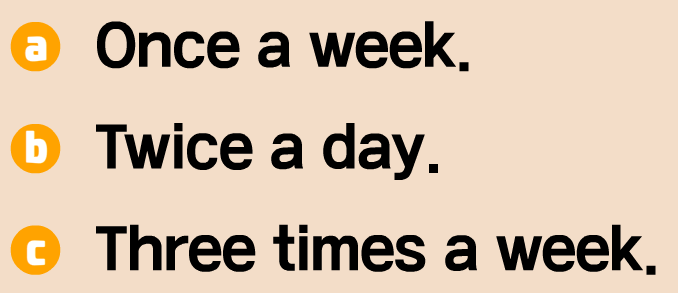 a Once a week.
b Twice a day.
c Three times a week.